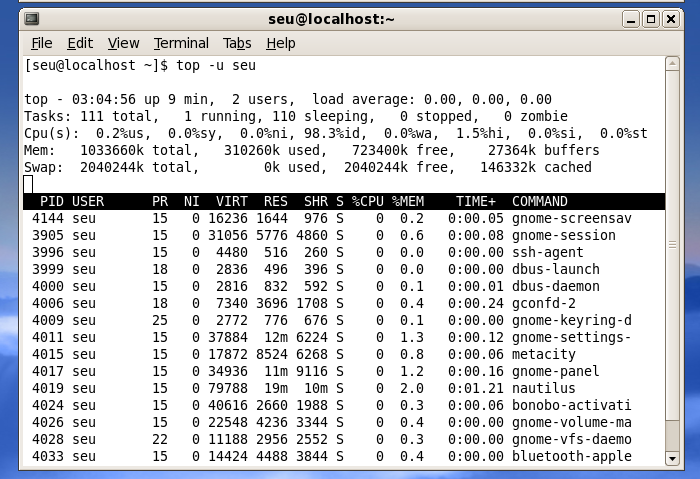 seu@localhost:~
File Edit View Terminal Tabs Help
[seu@localhost ~]$ top -u seu
top - 03:04:56 up 9 min,  2 users,  load average: 0.00, 0.00, 0.00
Tasks: 111 total,   1 running, 110 sleeping,   0 stopped,   0 zombie
Cpu(s):  0.2%us,  0.0%sy,  0.0%ni, 98.3%id,  0.0%wa,  1.5%hi,  0.0%si,  0.0%st
Mem:   1033660k total,   310260k used,   723400k free,    27364k buffers
Swap:  2040244k total,        0k used,  2040244k free,   146332k cached
  PID USER      PR  NI  VIRT  RES  SHR S %CPU %MEM    TIME+  COMMAND
 4144 seu       15   0 16236 1644  976 S    0  0.2   0:00.05 gnome-screensav
 3905 seu       15   0 31056 5776 4860 S    0  0.6   0:00.08 gnome-session
 3996 seu       15   0  4480  516  260 S    0  0.0   0:00.00 ssh-agent
 3999 seu       18   0  2836  496  396 S    0  0.0   0:00.00 dbus-launch
 4000 seu       15   0  2816  832  592 S    0  0.1   0:00.01 dbus-daemon
 4006 seu       18   0  7340 3696 1708 S    0  0.4   0:00.24 gconfd-2
 4009 seu       25   0  2772  776  676 S    0  0.1   0:00.00 gnome-keyring-d
 4011 seu       15   0 37884  12m 6224 S    0  1.3   0:00.12 gnome-settings-
 4015 seu       15   0 17872 8524 6268 S    0  0.8   0:00.06 metacity
 4017 seu       15   0 34936  11m 9116 S    0  1.2   0:00.16 gnome-panel
 4019 seu       15   0 79788  19m  10m S    0  2.0   0:01.21 nautilus
 4024 seu       15   0 40616 2660 1988 S    0  0.3   0:00.06 bonobo-activati
 4026 seu       15   0 22548 4236 3344 S    0  0.4   0:00.00 gnome-volume-ma
 4028 seu       22   0 11188 2956 2552 S    0  0.3   0:00.00 gnome-vfs-daemo
 4033 seu       15   0 14424 4488 3844 S    0  0.4   0:00.00 bluetooth-apple